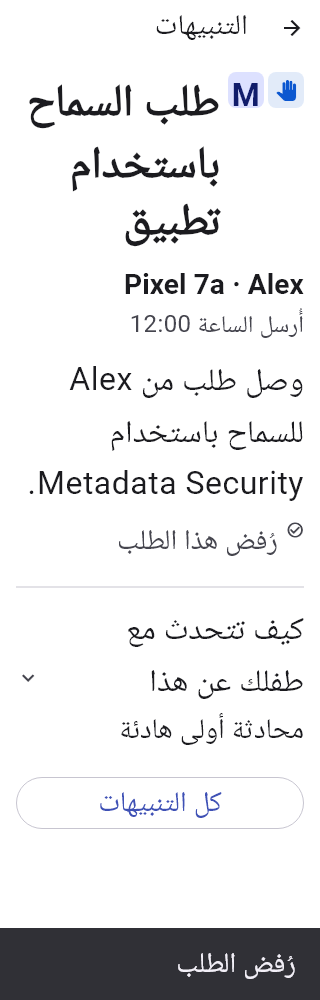 التنبيهات
M
طلب السماح
باستخدام
تطبيق
Pixel 7a · Alex
أرسل الساعة 12:00
وصل طلب من Alex
للسماح باستخدام
Metadata Security.
رُفض هذا الطلب
كيف تتحدث مع
طفلك عن هذا
محادثة أولى هادئة
كل التنبيهات
رُفض الطلب